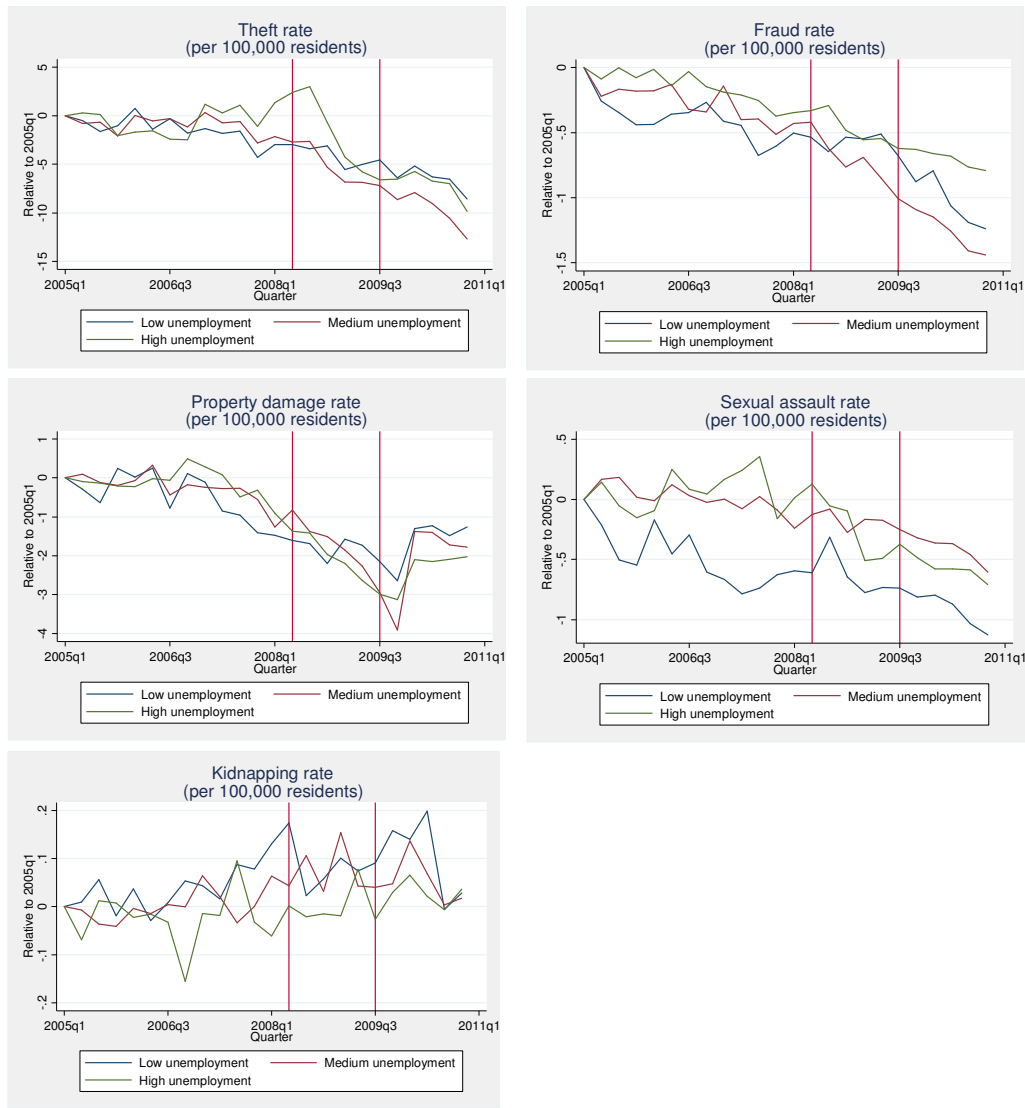 Theft rate
(per 100,000 residents)
Relative to 2005q1
5
0
-5
-10
-15
2005q1 2006q3 2008q1 2009q3 2011q1
Quarter
Low unemployment Medium unemployment
High unemployment
Fraud rate
(per 100,000 residents)
Relative to 2005q1
0
-.5
-1
-1.5
2005q1 2006q3 2008q1 2009q3 2011q1
Quarter
Low unemployment Medium unemployment
High unemployment
Property damage rate
(per 100,000 residents)
Relative to 2005q1
1
0
-1
-2
-3
-4
2005q1 2006q3 2008q1 2009q3 2011q1
Quarter
Low unemployment Medium unemployment
High unemployment
Sexual assault rate
(per 100,000 residents)
Relative to 2005q1
.5
0
-.5
-1
2005q1 2006q3 2008q1 2009q3 2011q1
Quarter
Low unemployment Medium unemployment
High unemployment
Kidnapping rate
(per 100,000 residents)
Relative to 2005q1
.2
.1
0
-.1
-.2
2005q1 2006q3 2008q1 2009q3 2011q1
Quarter
Low unemployment Medium unemployment
High unemployment